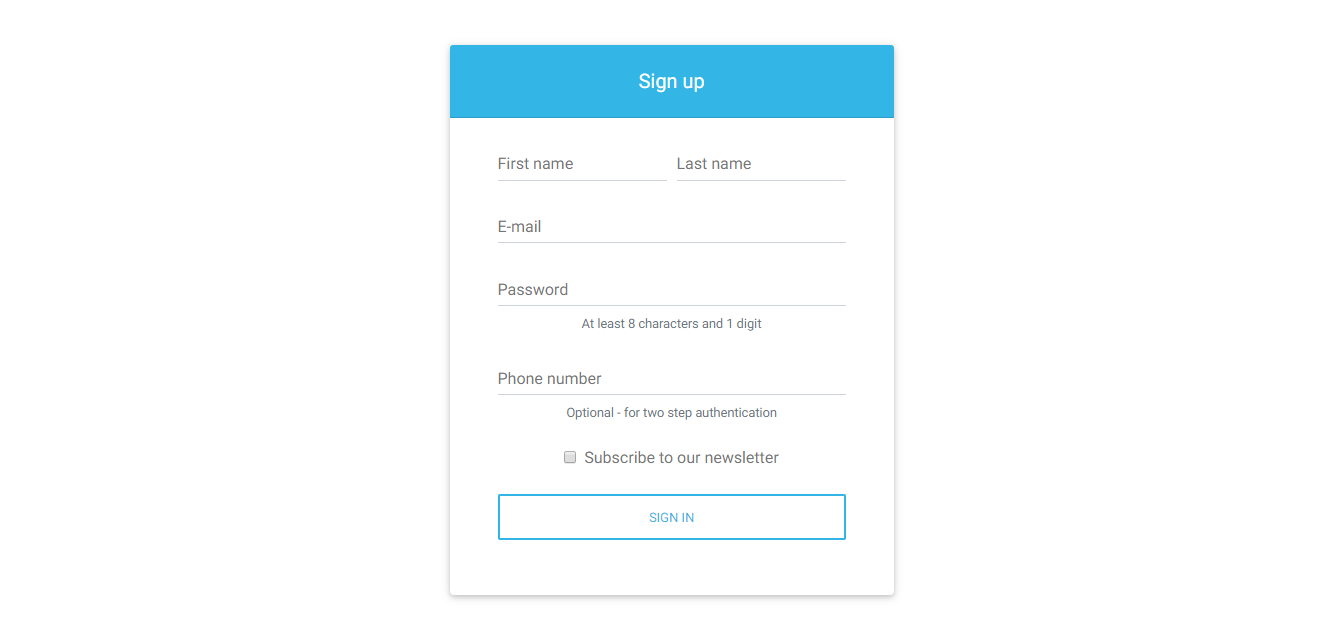 Sign up
First name Last name
E-mail
Password
At least 8 characters and 1 digit
Phone number
Optional - for two step authentication
Subscribe to our newsletter
SIGN IN